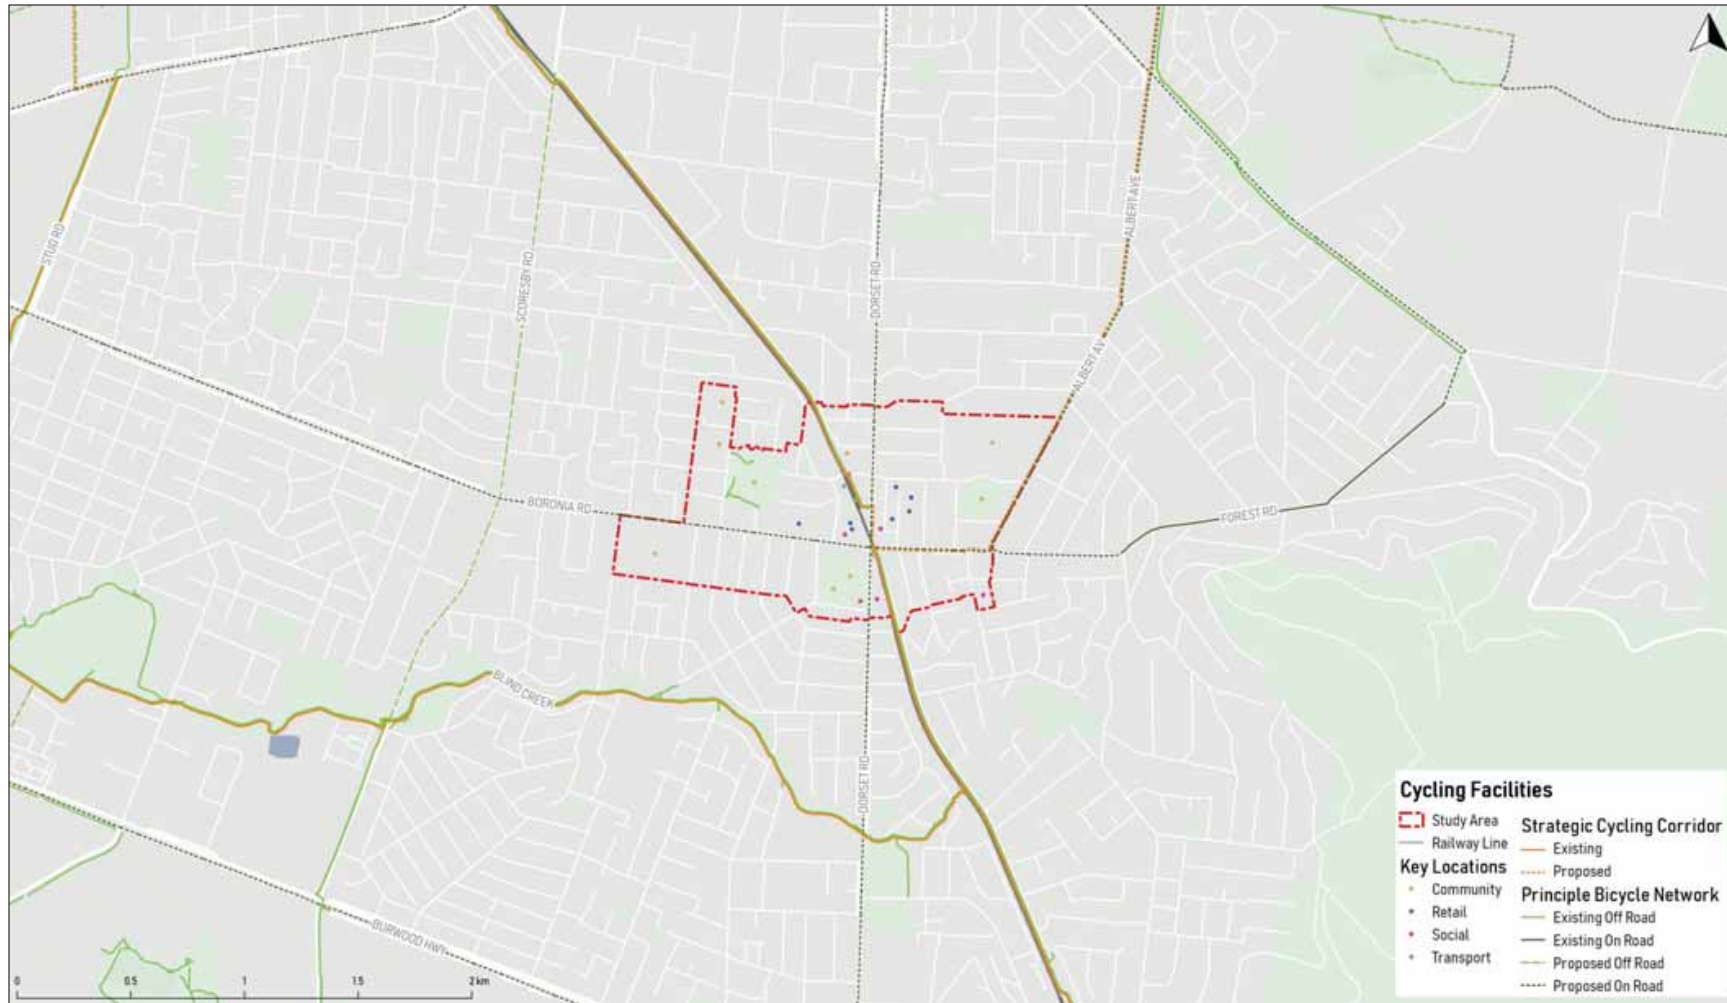 STUD RD
SCORESBY RD
DORSET RD
ALBERT AVE
ALBERT AV
BORONIA RD
FOREST RD
BLIND CREEK
DORSET RD
BURWOOD HWY
0 0.5 1 1.5 2 km
Cycling Facilities
Study Area
Railway Line
Key Locations
Community
Retail
Social
Transport
Strategic Cycling Corridor
Existing
Proposed
Principle Bicycle Network
Existing Off Road
Existing On Road
Proposed Off Road
Proposed On Road